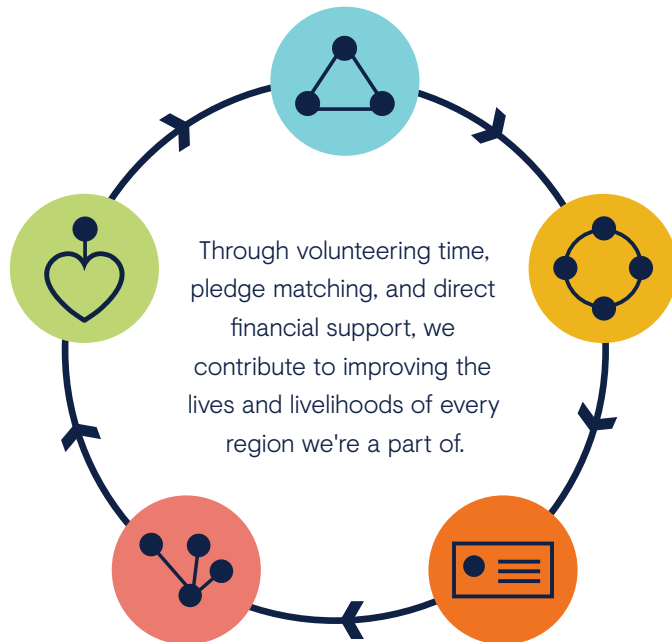 Through volunteering time,
pledge matching, and direct
financial support, we
contribute to improving the
lives and livelihoods of every
region we're a part of.